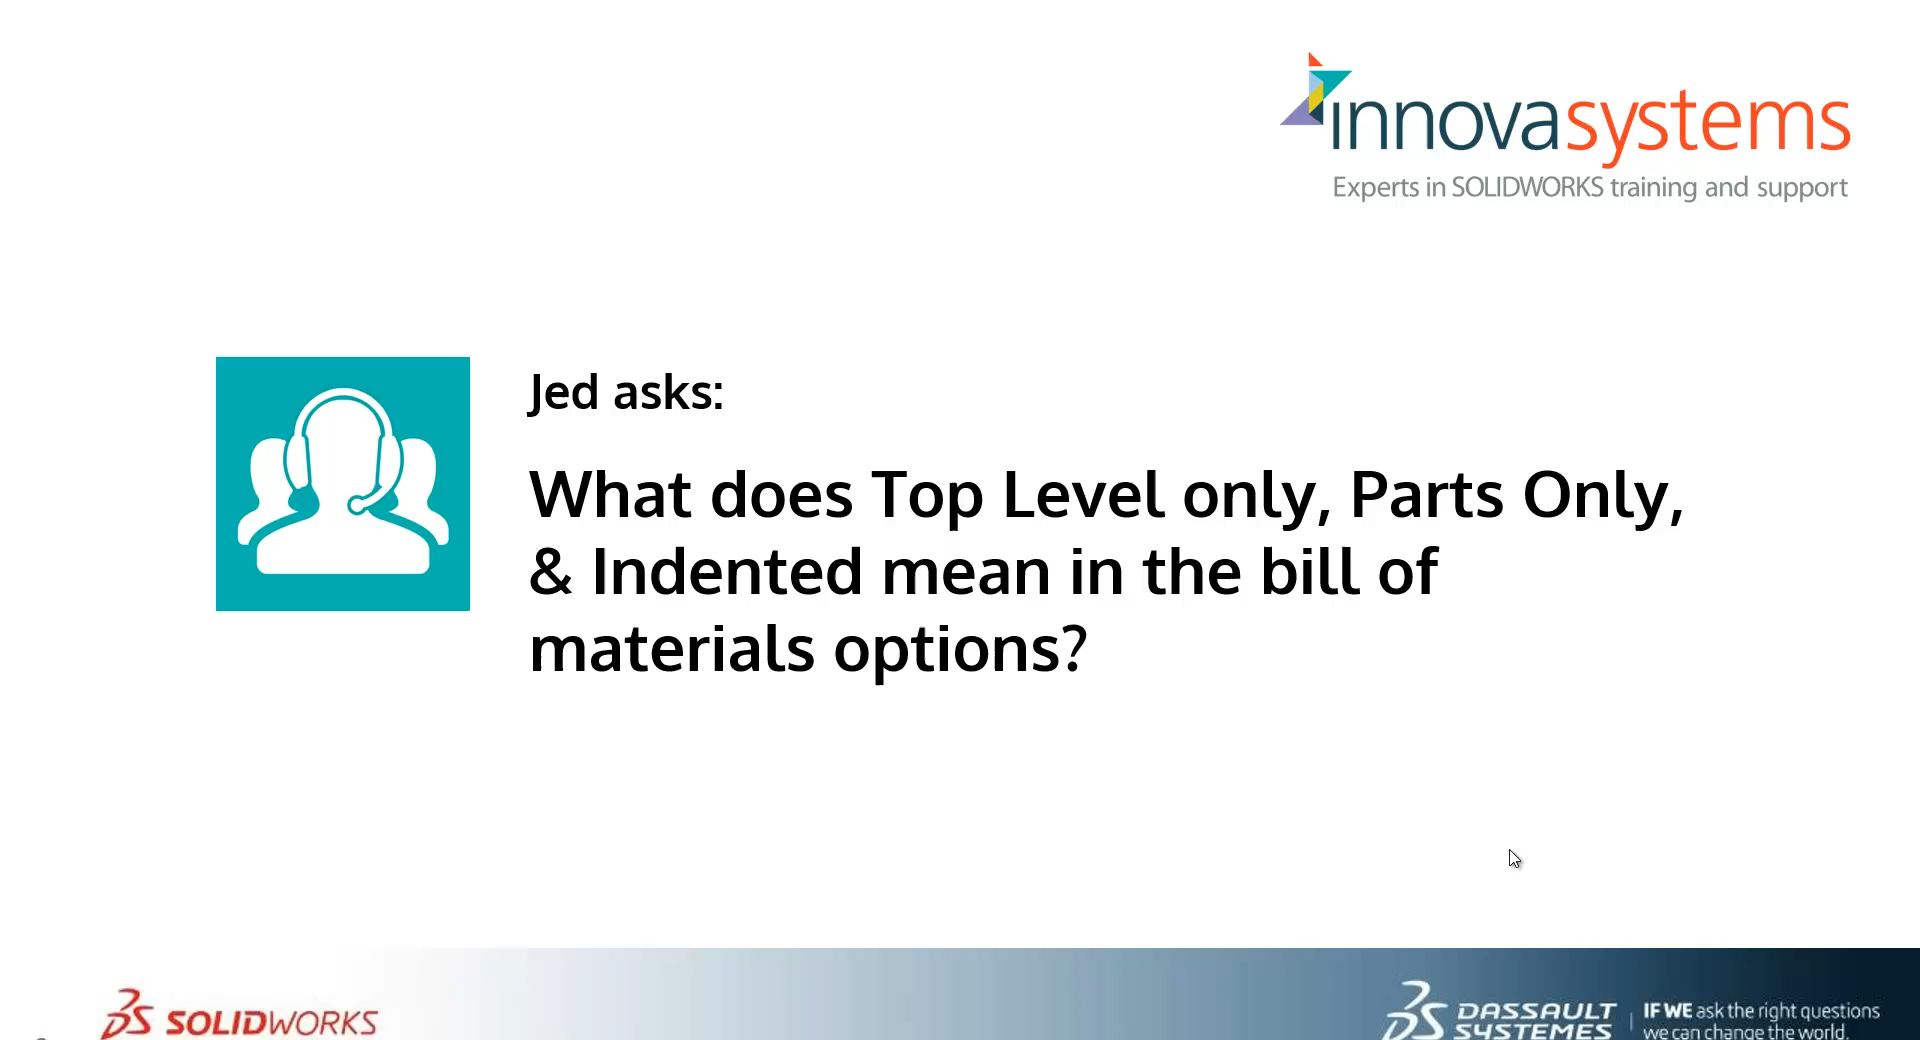 innovasystems
Experts in SOLIDWORKS training and support
Jed asks:
What does Top Level only, Parts Only,
& Indented mean in the bill of
materials options?
SOLIDWORKS
DASSAULT
SYSTEMES
IF WE ask the right questions
we can change the world.